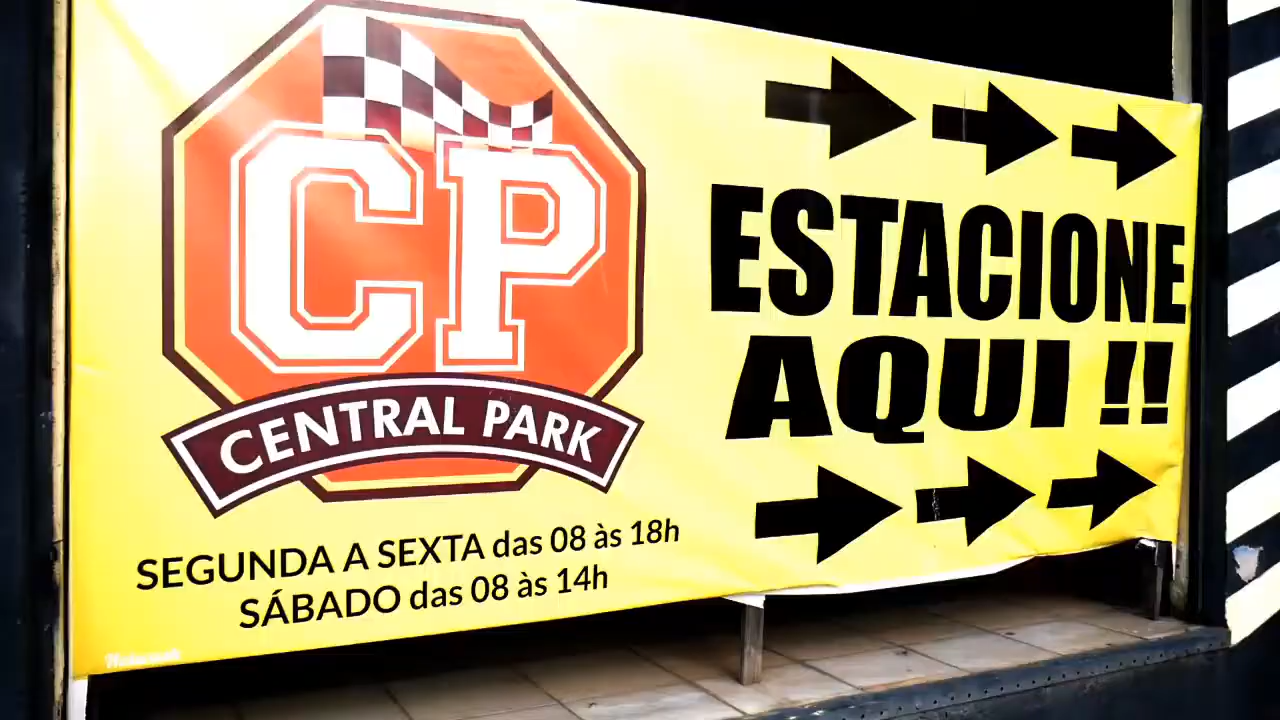 CP
CENTRAL PARK
SEGUNDA A SEXTA das 08 às 18h
SÁBADO das 08 às 14h
ESTACIONE
AQUI !!